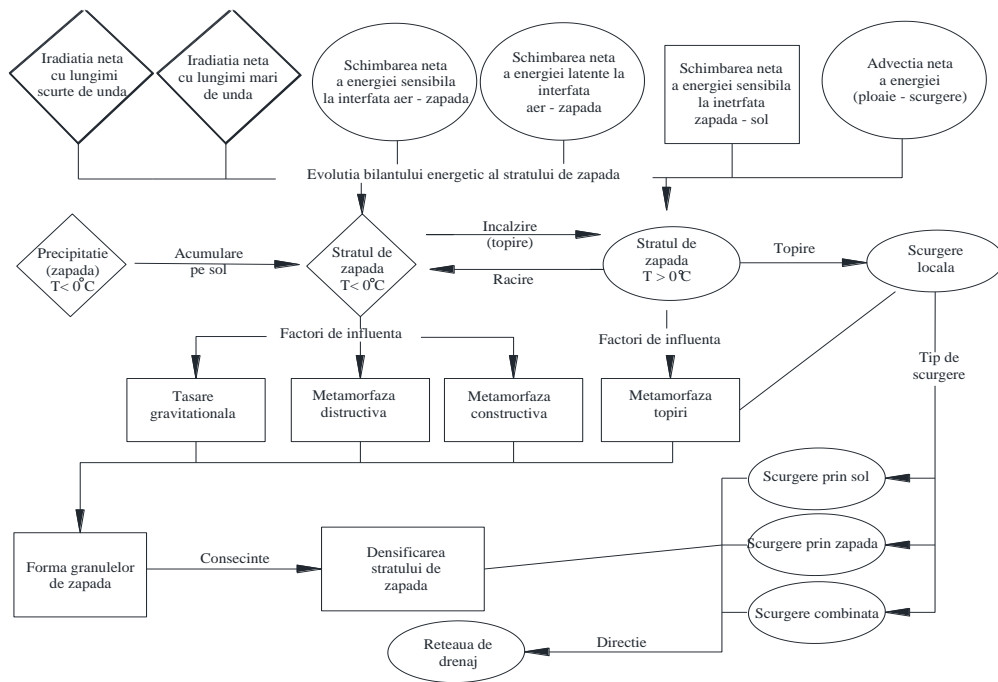 Iradiatia neta
cu lungimi
scurte de unda
Iradiatia neta
cu lungimi mari
de unda
Schimbarea neta
a energiei sensibila
la interfata aer - zapada
Schimbarea neta
a energiei latente la
interfata
aer - zapada
Schimbarea neta
a energiei sensibila
la inetrfata
zapada - sol
Advectia neta
a energiei
(ploaie - scurgere)
Evolutia bilantului energetic al stratului de zapada
Precipitatie
(zapada)
T< 0°C
Acumulare
pe sol
Stratul de
zapada
T< 0°C
Incalzire
(topire)
Racire
Stratul de
zapada
T > 0°C
Topire
Scurgere
locala
Factori de influenta
Factori de influenta
Tip de
scurgere
Tasare
gravitationala
Metamorfaza
distructiva
Metamorfaza
constructiva
Metamorfaza
topiri
Scurgere prin sol
Scurgere prin zapada
Scurgere combinata
Forma granulelor
de zapada
Consecinte
Densificarea
stratului de
zapada
Reteaua de
drenaj
Directie